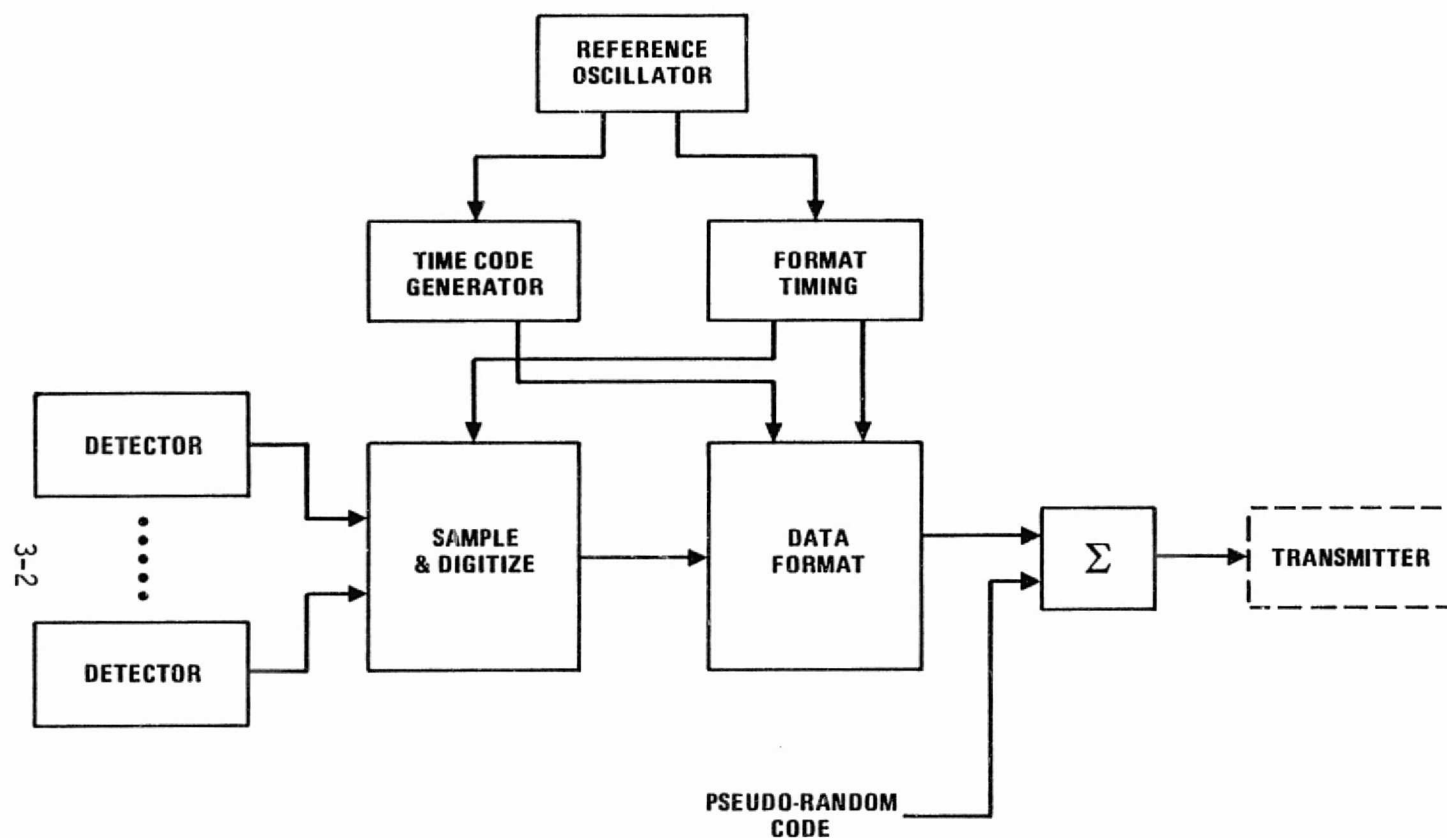 REFERENCE
OSCILLATOR
TIME CODE
GENERATOR
FORMAT
TIMING
DETECTOR
SAMPLE
& DIGITIZE
DATA
FORMAT
Σ
TRANSMITTER
3-2
DETECTOR
PSEUDO-RANDOM
CODE